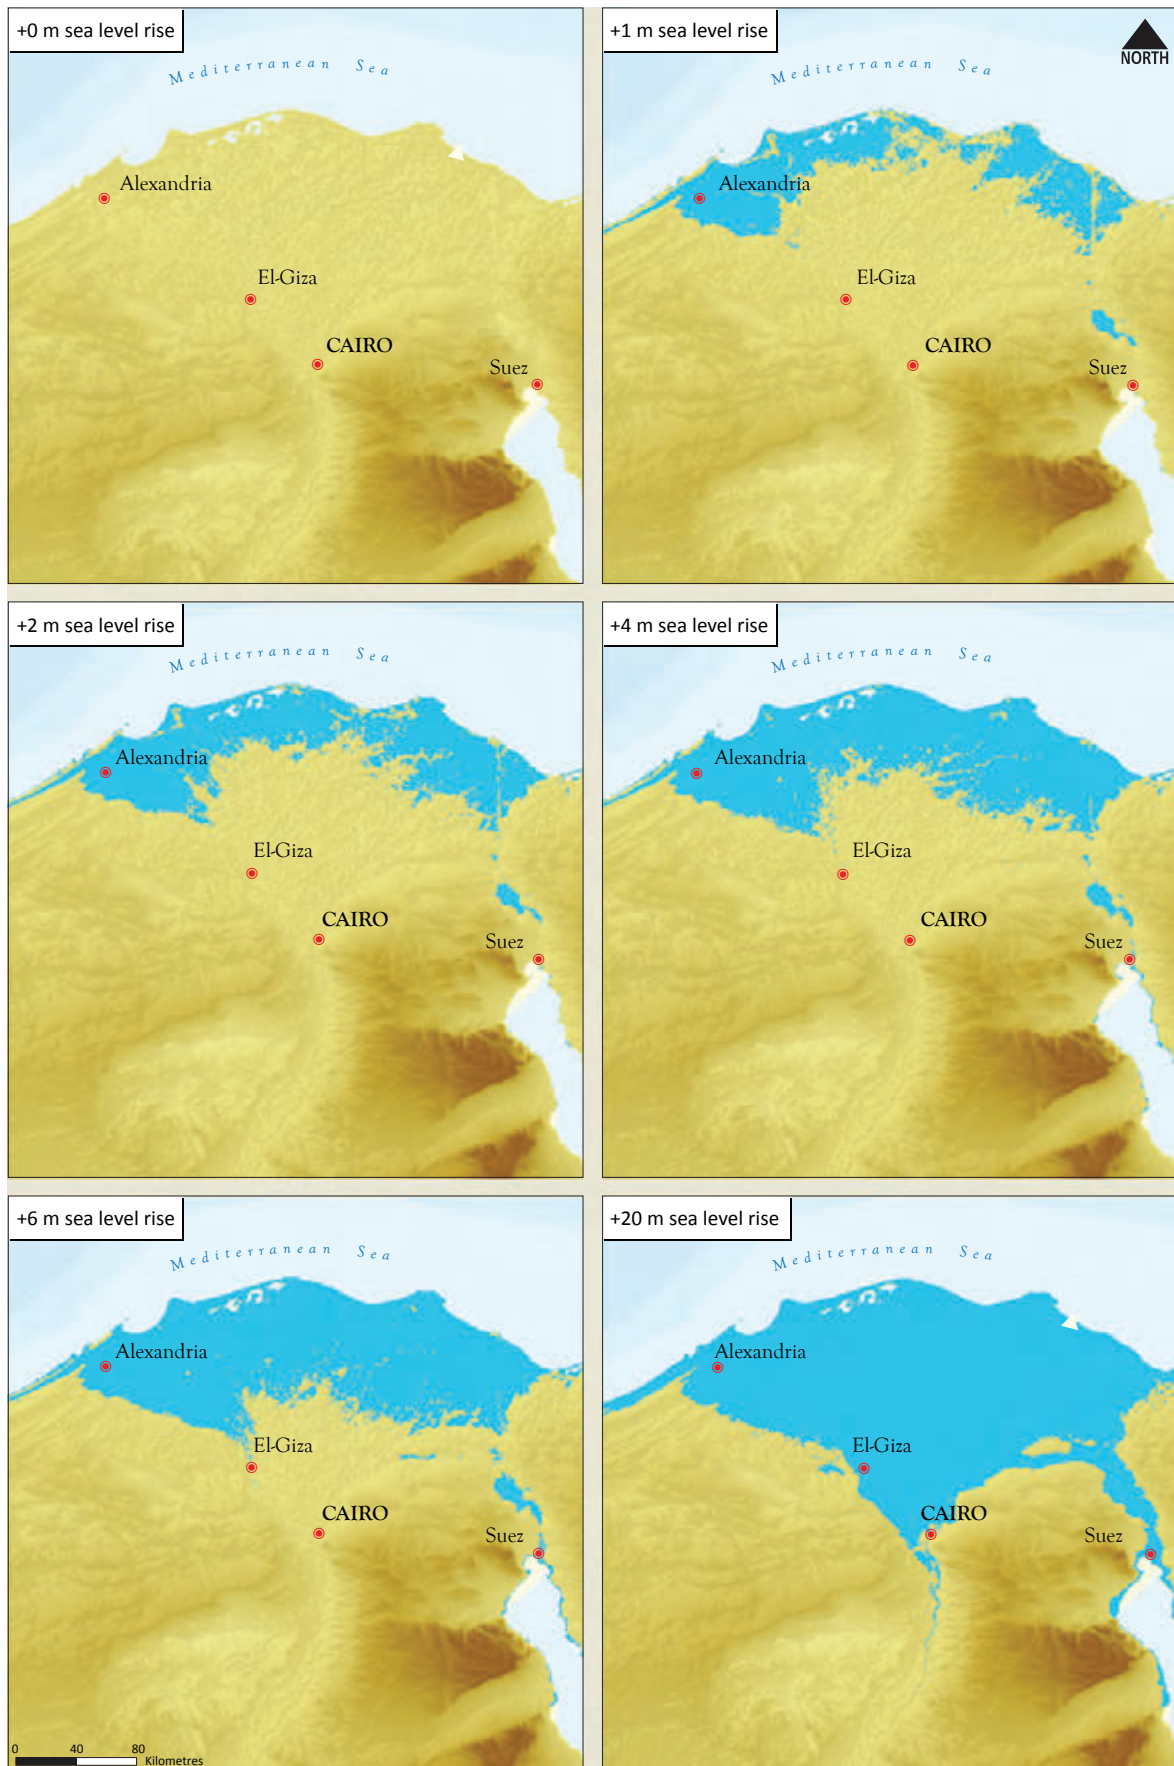 +0 m sea level rise
Mediterranean Sea
Alexandria
El-Giza
CAIRO
Suez
+1 m sea level rise
NORTH
Mediterranean Sea
Alexandria
El-Giza
CAIRO
Suez
+2 m sea level rise
Mediterranean Sea
Alexandria
El-Giza
CAIRO
Suez
+4 m sea level rise
Mediterranean Sea
Alexandria
El-Giza
CAIRO
Suez
+6 m sea level rise
Mediterranean Sea
Alexandria
El-Giza
CAIRO
Suez
0 40 80
Kilometres
+20 m sea level rise
Mediterranean Sea
Alexandria
El-Giza
CAIRO
Suez